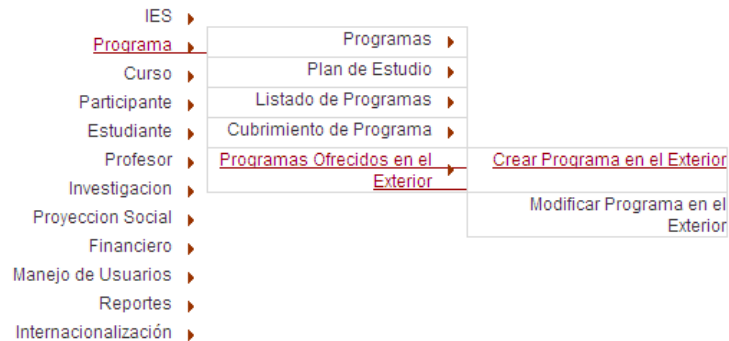 IES
Programa
Curso
Participante
Estudiante
Profesor
Investigacion
Proyeccion Social
Financiero
Manejo de Usuarios
Reportes
Internacionalización
Programas
Plan de Estudio
Listado de Programas
Cubrimiento de Programa
Programas Ofrecidos en el
Exterior
Crear Programa en el Exterior
Modificar Programa en el
Exterior